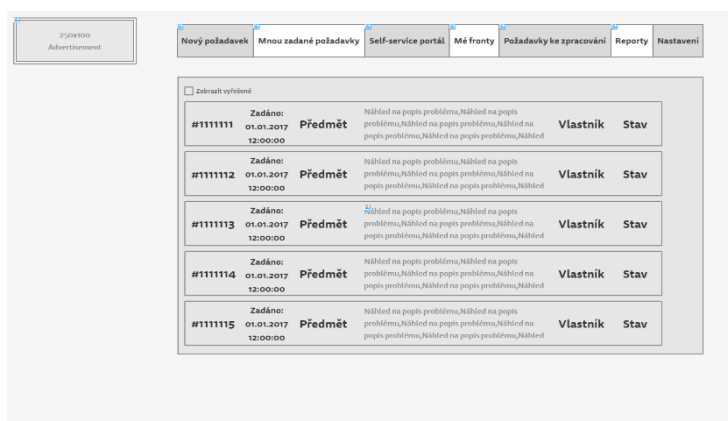 250x100
Advertisement
Nový požadavek Mnou zadané požadavky Self-service portál Mé fronty Požadavky ke zpracování Reporty Nastavení
Zobrazit vyřešené
#1111111
Zadáno:
01.01.2017
12:00:00
Předmět
Náhled na popis problému,Náhled na popis
problému,Náhled na popis problému,Náhled na
popis problému,Náhled na popis problému,Náhled
Vlastník
Stav
#1111112
Zadáno:
01.01.2017
12:00:00
Předmět
Náhled na popis problému,Náhled na popis
problému,Náhled na popis problému,Náhled na
popis problému,Náhled na popis problému,Náhled
Vlastník
Stav
#1111113
Zadáno:
01.01.2017
12:00:00
Předmět
Náhled na popis problému,Náhled na popis
problému,Náhled na popis problému,Náhled na
popis problému,Náhled na popis problému,Náhled
Vlastník
Stav
#1111114
Zadáno:
01.01.2017
12:00:00
Předmět
Náhled na popis problému,Náhled na popis
problému,Náhled na popis problému,Náhled na
popis problému,Náhled na popis problému,Náhled
Vlastník
Stav
#1111115
Zadáno:
01.01.2017
12:00:00
Předmět
Náhled na popis problému,Náhled na popis
problému,Náhled na popis problému,Náhled na
popis problému,Náhled na popis problému,Náhled
Vlastník
Stav